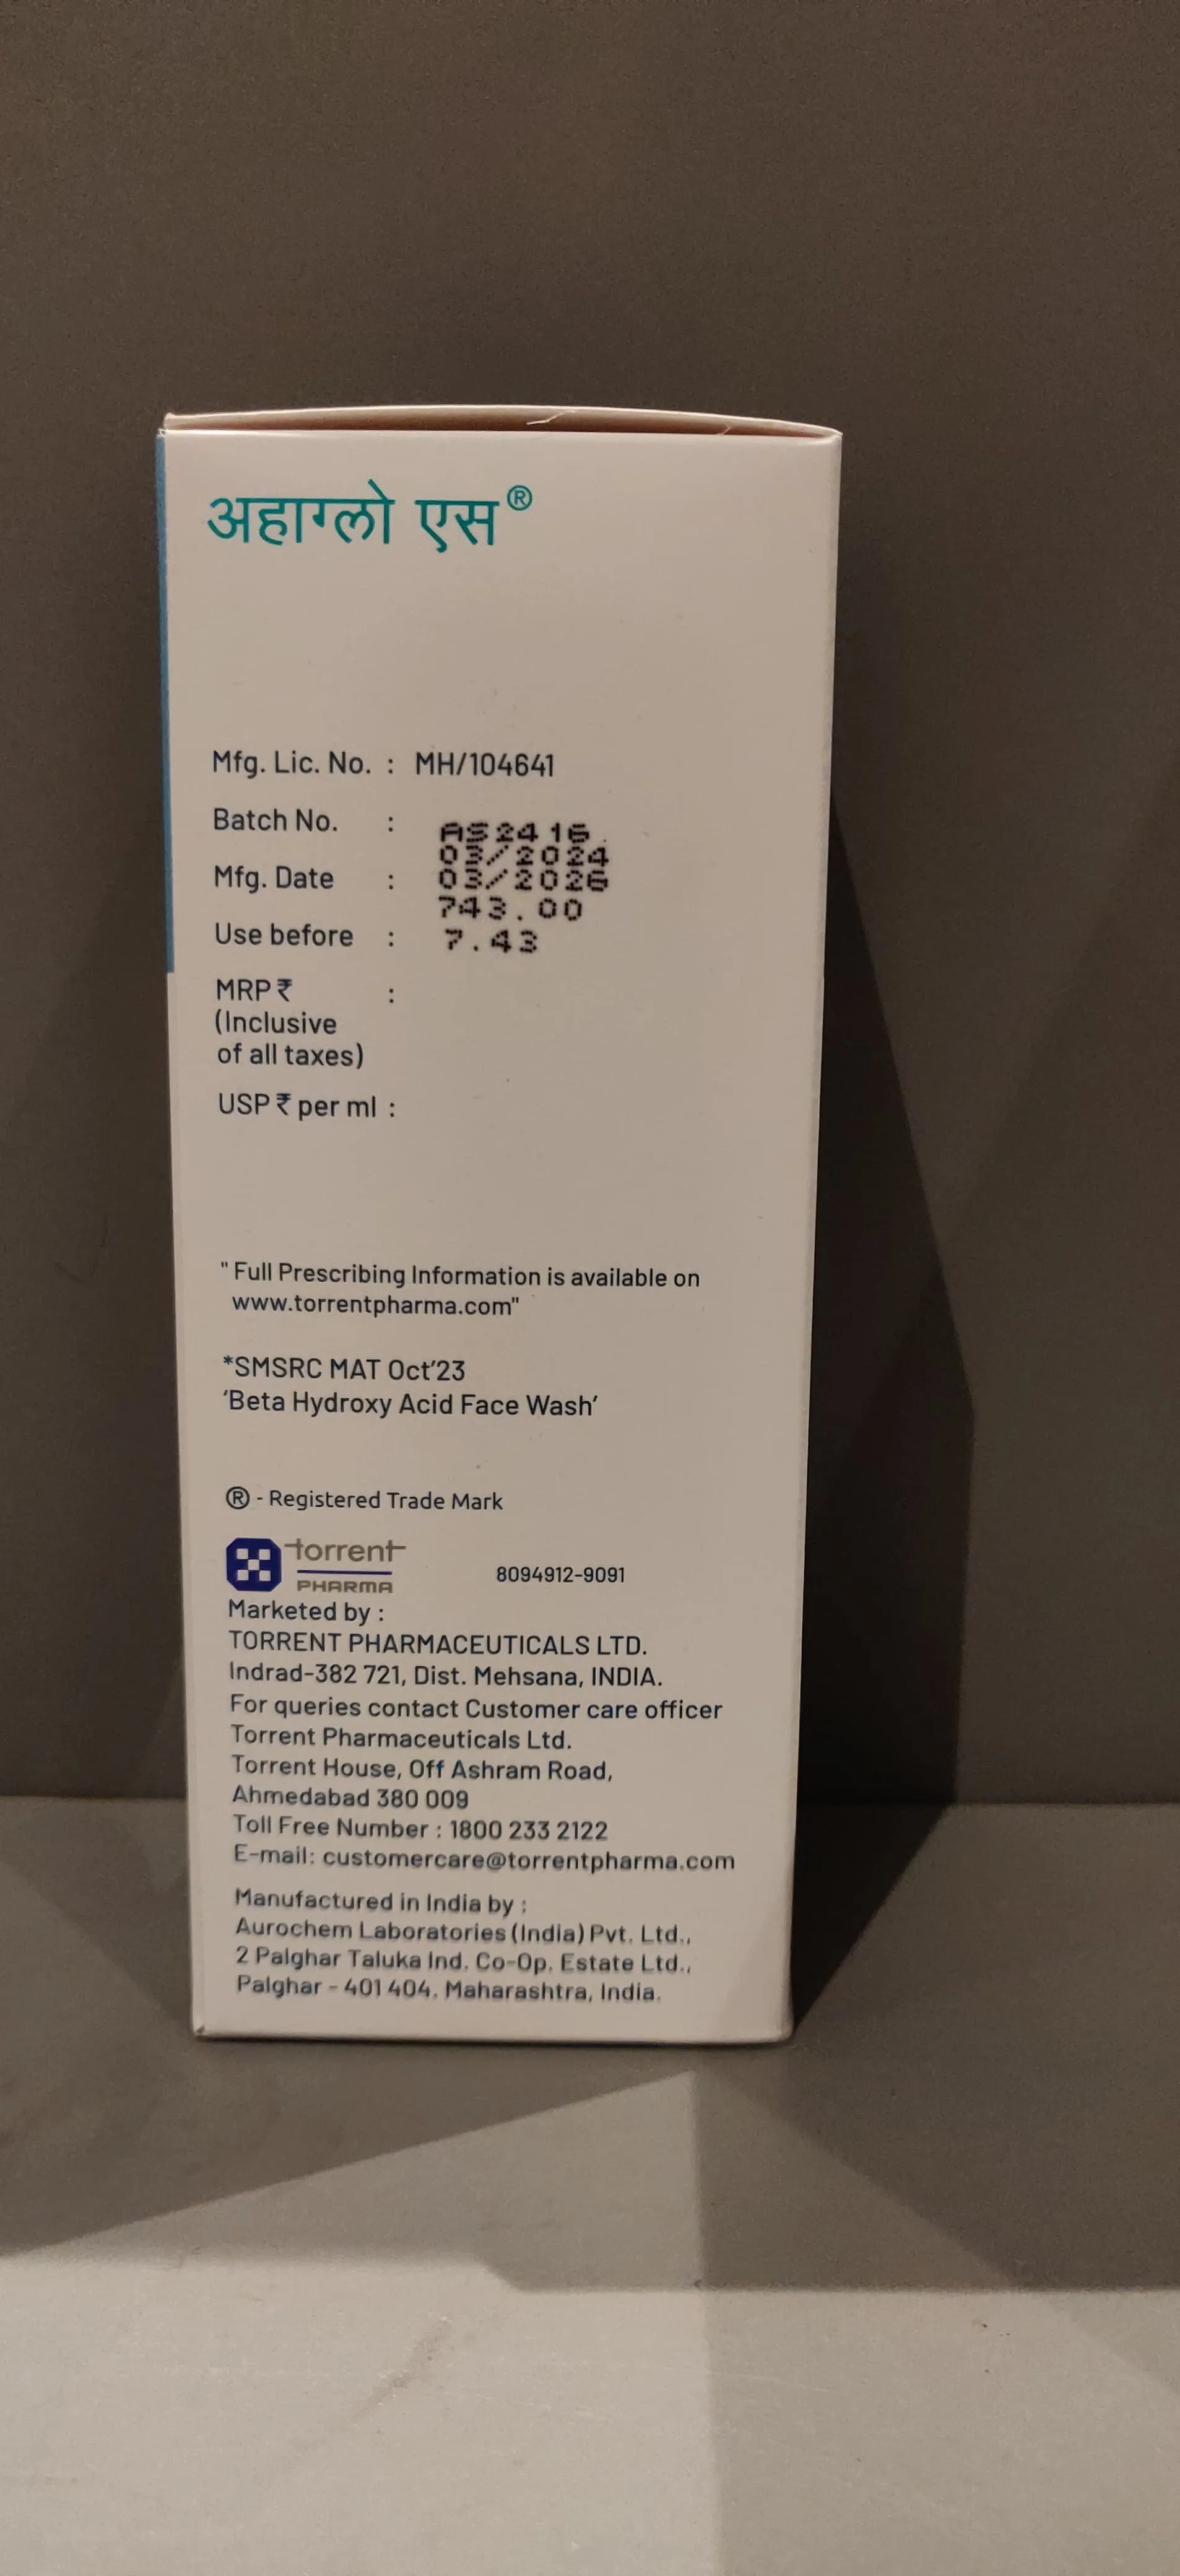 अहाग्लो एस®
Mfg. Lic. No. : MH/104641
Batch No. :
AS2416
03/2024
Mfg. Date :
03/2026
743.00
Use before :
7.43
MRP ₹ :
(Inclusive
of all taxes)
USP ₹ per ml :
"Full Prescribing Information is available on
www.torrentpharma.com"
*SMSRC MAT Oct'23
'Beta Hydroxy Acid Face Wash'
® - Registered Trade Mark
torrent
PHARMA
8094912-9091
Marketed by :
TORRENT PHARMACEUTICALS LTD.
Indrad-382 721, Dist. Mehsana, INDIA.
For queries contact Customer care officer
Torrent Pharmaceuticals Ltd.
Torrent House, Off Ashram Road,
Ahmedabad 380 009
Toll Free Number : 1800 233 2122
E-mail: customercare@torrentpharma.com
Manufactured in India by :
Aurochem Laboratories (India) Pvt. Ltd.,
2 Palghar Taluka Ind. Co-Op. Estate Ltd.,
Palghar - 401 404. Maharashtra, India.